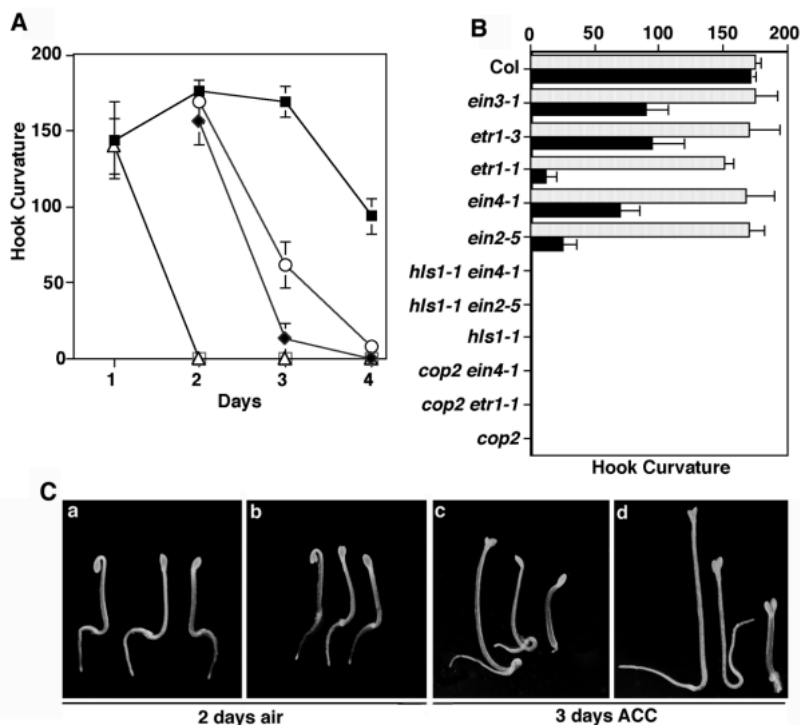 A
200
150
100
50
0
Hook Curvature
1 2 3 4
Days
B
0 50 100 150 200
Col
ein3-1
etr1-3
etr1-1
ein4-1
ein2-5
hls1-1 ein4-1
hls1-1 ein2-5
hls1-1
cop2 ein4-1
cop2 etr1-1
cop2
Hook Curvature
C
a b c d
2 days air 3 days ACC